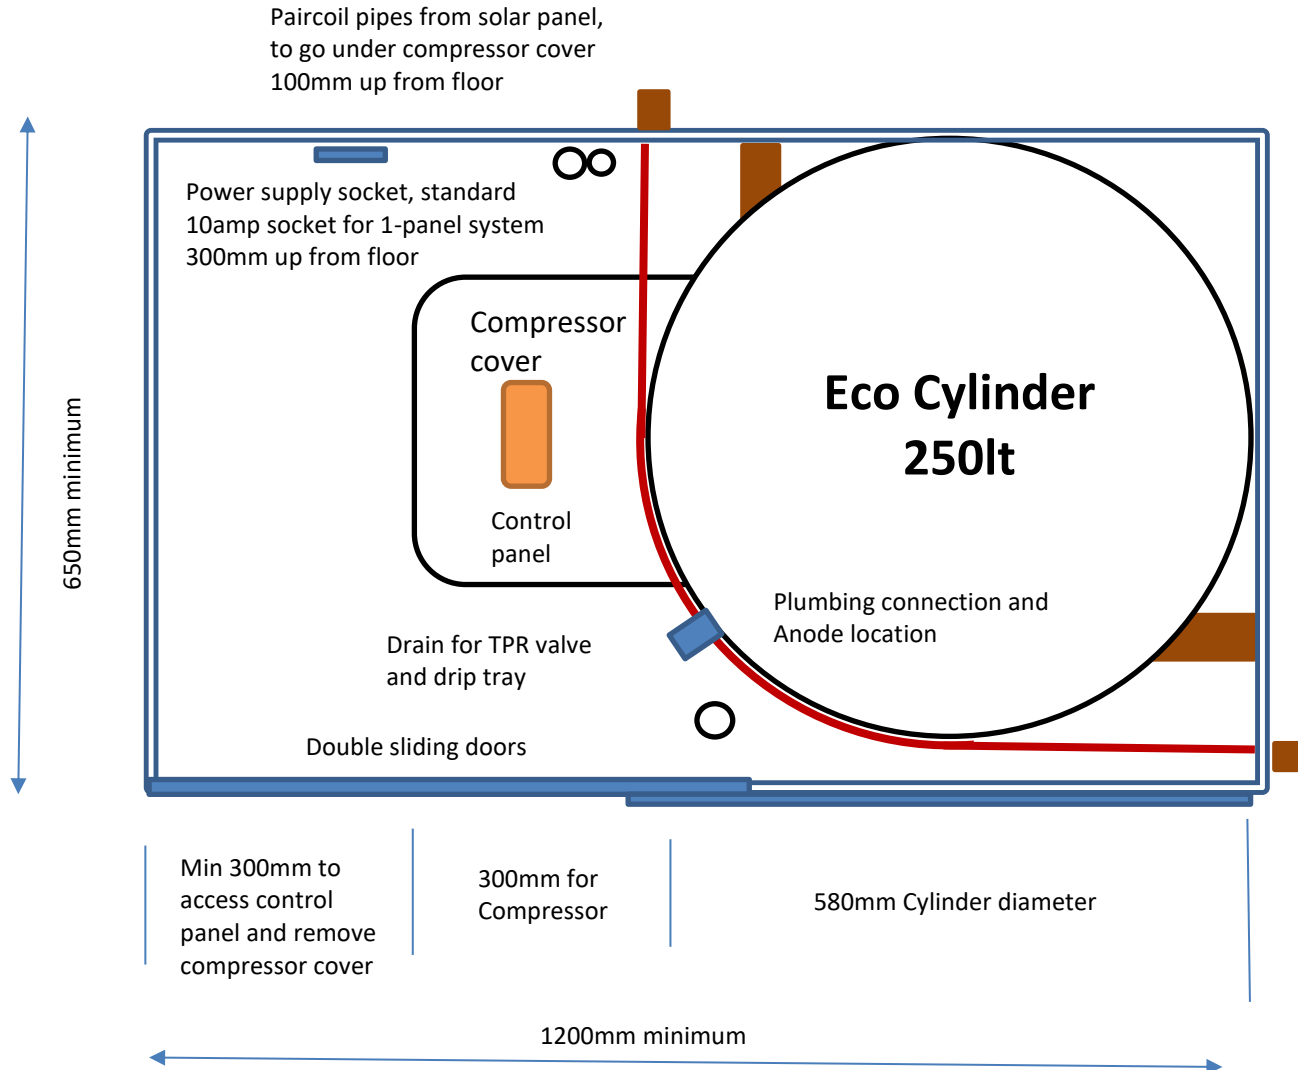 Paircoil pipes from solar panel,
to go under compressor cover
100mm up from floor
Power supply socket, standard
10amp socket for 1-panel system
300mm up from floor
Compressor
cover
Eco Cylinder
250lt
650mm minimum
Control
panel
Plumbing connection and
Anode location
Drain for TPR valve
and drip tray
Double sliding doors
Min 300mm to
access control
panel and remove
compressor cover
300mm for
Compressor
580mm Cylinder diameter
1200mm minimum